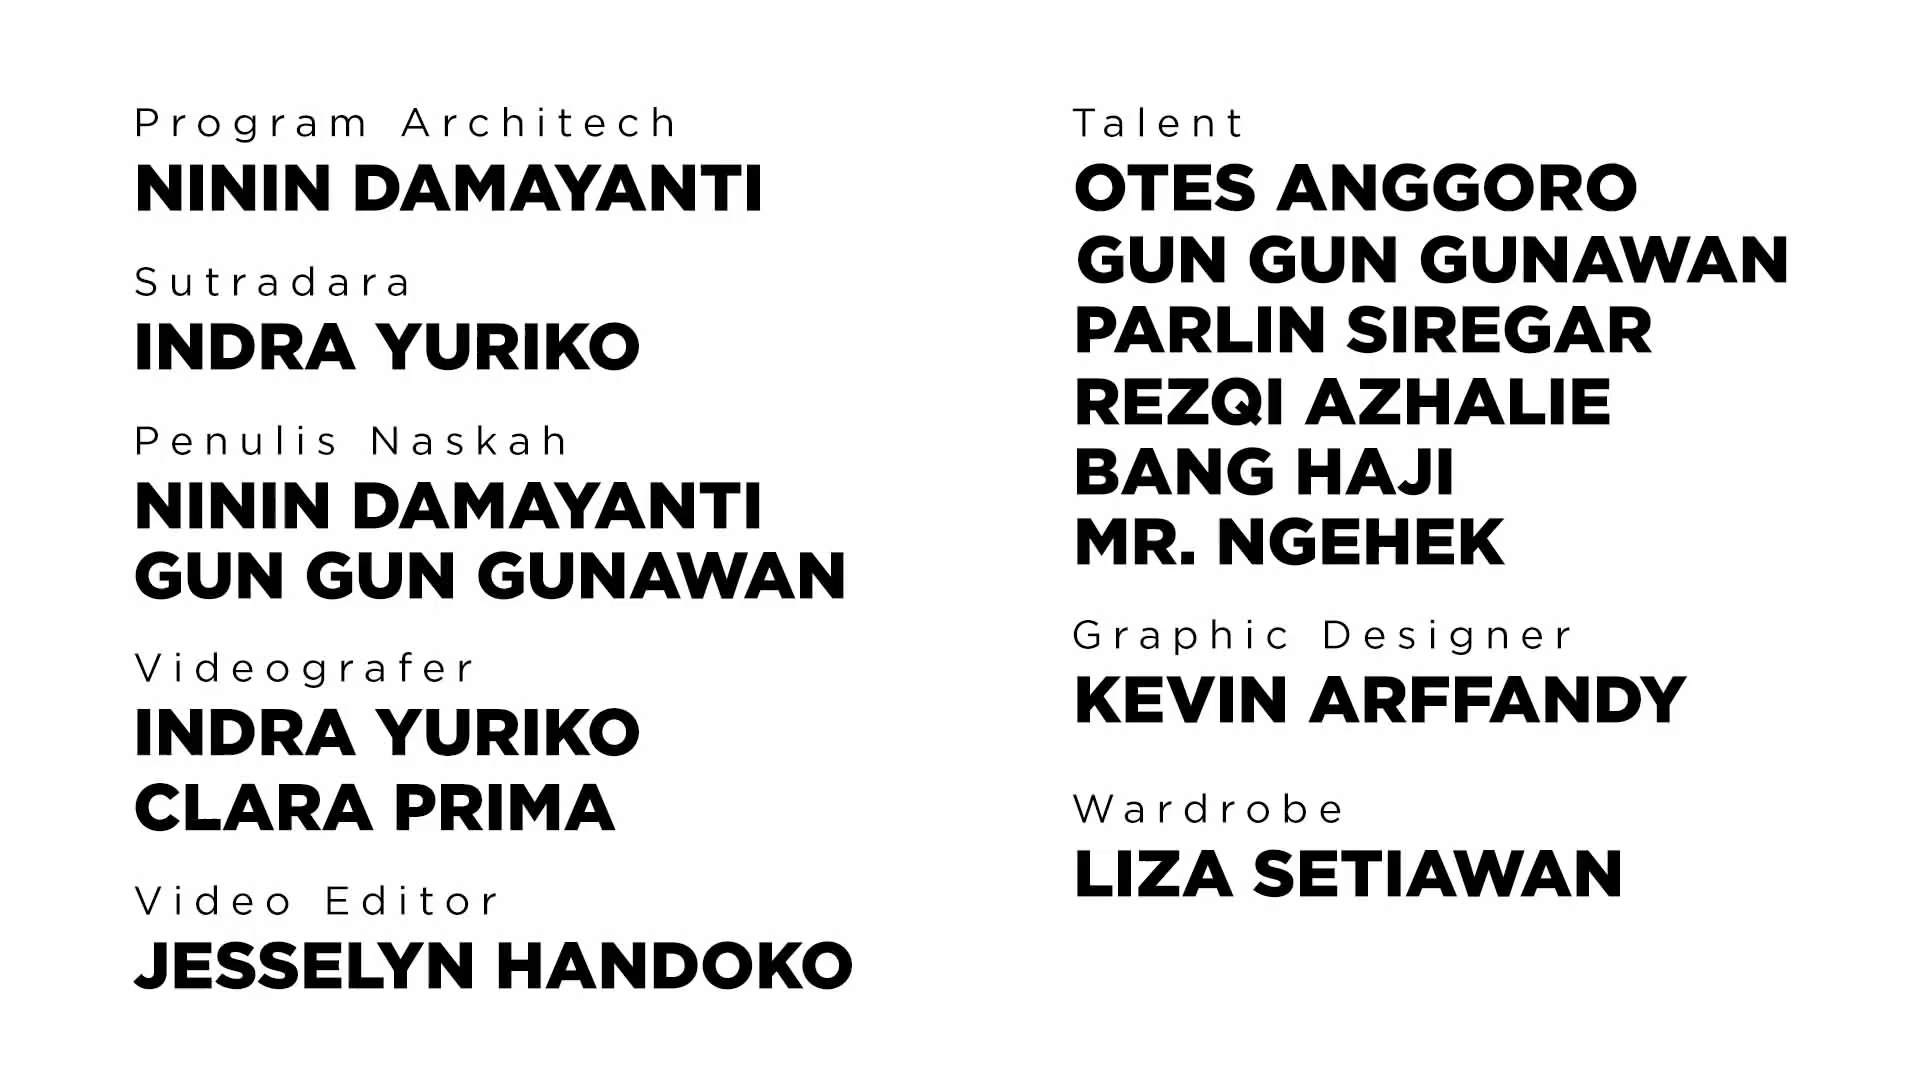 Program Architech
NININ DAMAYANTI
Sutradara
INDRA YURIKO
Penulis Naskah
NININ DAMAYANTI
GUN GUN GUNAWAN
Videografer
INDRA YURIKO
CLARA PRIMA
Video Editor
JESSELYN HANDOKO
Talent
OTES ANGGORO
GUN GUN GUNAWAN
PARLIN SIREGAR
REZQI AZHALIE
BANG HAJI
MR. NGEHEK
Graphic Designer
KEVIN ARFFANDY
Wardrobe
LIZA SETIAWAN